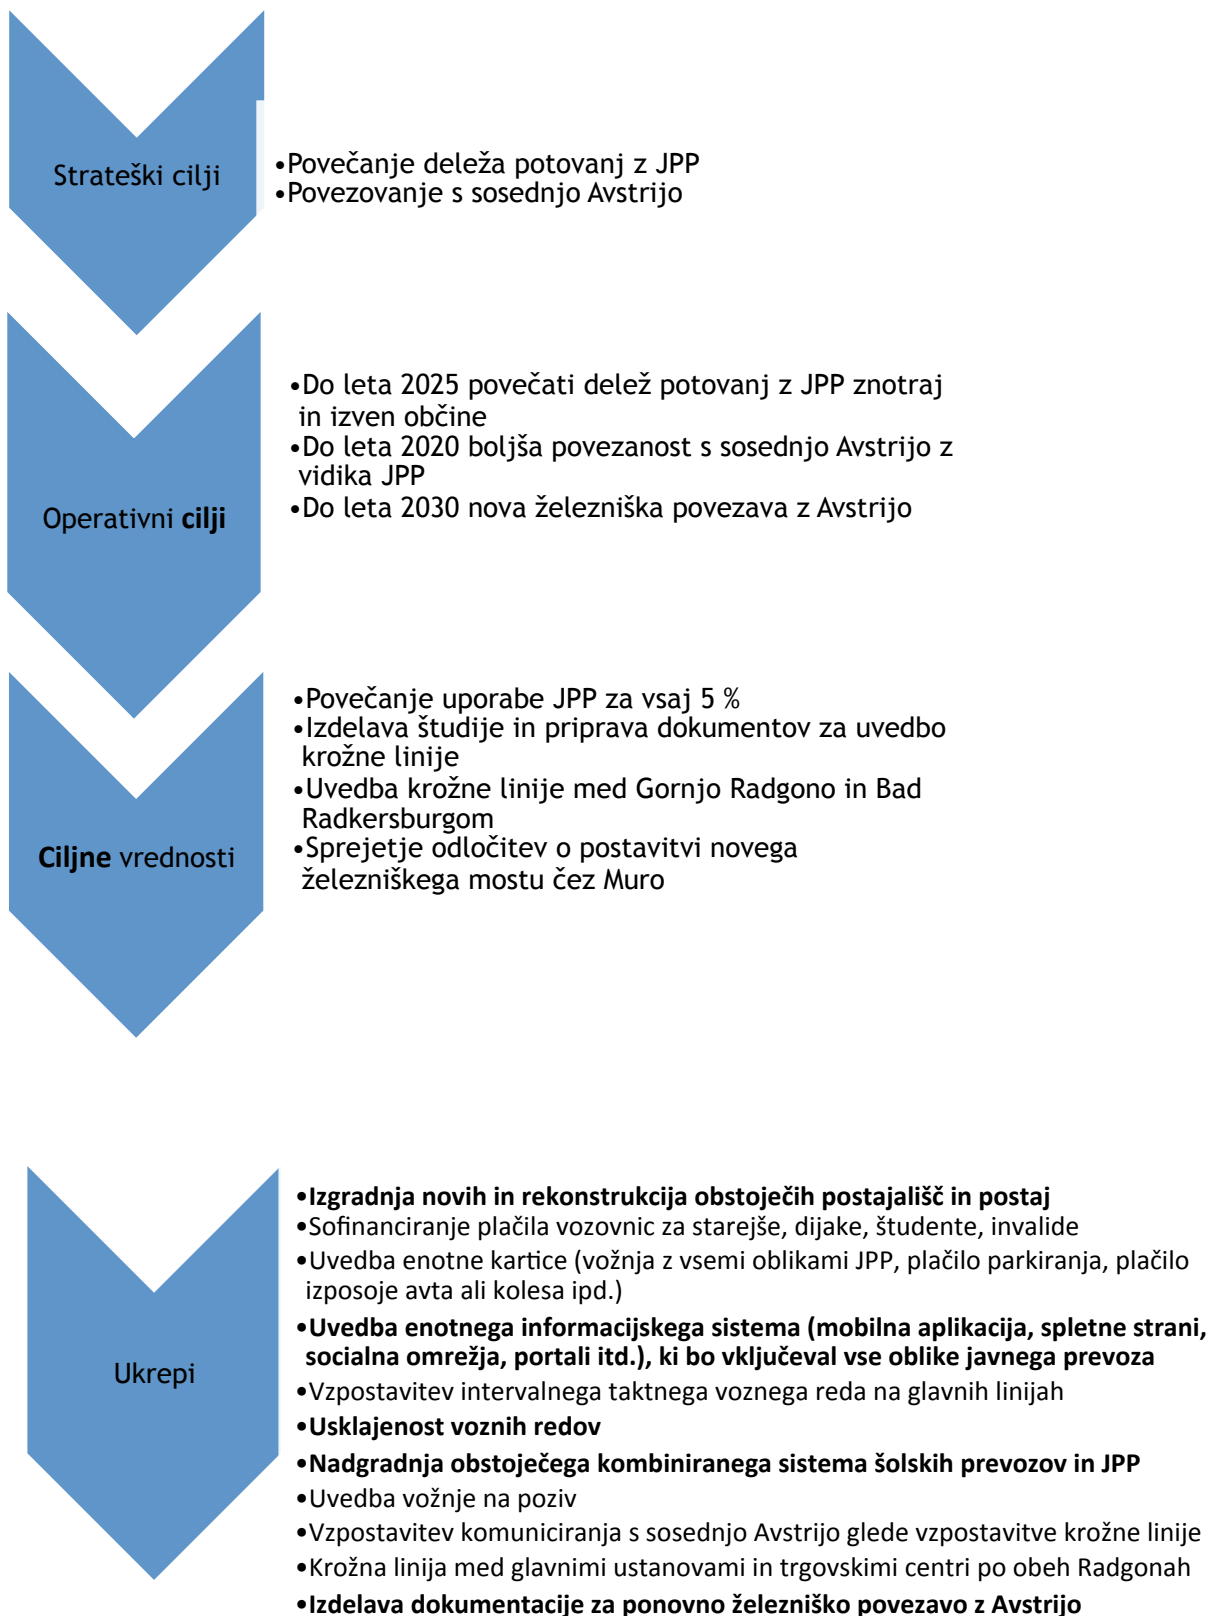 Strateški cilji
•Povečanje deleža potovanj z JPP
•Povezovanje s sosednjo Avstrijo
Operativni cilji
•Do leta 2025 povečati delež potovanj z JPP znotraj
in izven občine
•Do leta 2020 boljša povezanost s sosednjo Avstrijo z
vidika JPP
•Do leta 2030 nova železniška povezava z Avstrijo
Ciljne vrednosti
•Povečanje uporabe JPP za vsaj 5 %
•Izdelava študije in priprava dokumentov za uvedbo
krožne linije
•Uvedba krožne linije med Gornjo Radgono in Bad
Radkersburgom
•Sprejetje odločitev o postavitvi novega
železniškega mostu čez Muro
Ukrepi
•Izgradnja novih in rekonstrukcija obstoječih postajališč in postaj
•Sofinanciranje plačila vozovnic za starejše, dijake, študente, invalide
•Uvedba enotne kartice (vožnja z vsemi oblikami JPP, plačilo parkiranja, plačilo
izposoje avta ali kolesa ipd.)
•Uvedba enotnega informacijskega sistema (mobilna aplikacija, spletne strani,
socialna omrežja, portali itd.), ki bo vključeval vse oblike javnega prevoza
•Vzpostavitev intervalnega taktnega voznega reda na glavnih linijah
•Usklajenost voznih redov
•Nadgradnja obstoječega kombiniranega sistema šolskih prevozov in JPP
•Uvedba vožnje na poziv
•Vzpostavitev komuniciranja s sosednjo Avstrijo glede vzpostavitve krožne linije
•Krožna linija med glavnimi ustanovami in trgovskimi centri po obeh Radgonah
•Izdelava dokumentacije za ponovno železniško povezavo z Avstrijo